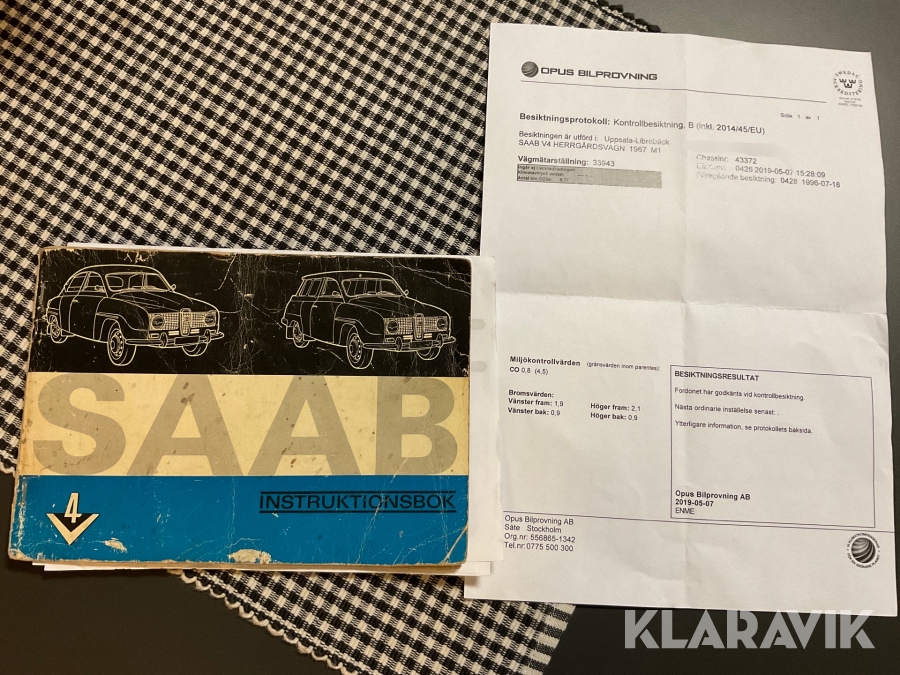 SAAB
INSTRUKTIONSBOK
4
OPUS BILPROVNING
Sida 1 av 1
Besiktningsprotokoll: Kontrollbesiktning, B (inkl. 2014/45/EU)
Besiktningen är utförd i: Uppsala-Librobäck
SAAB V4 HERRGÅRDSVAGN 1967 M1
Chassinr: 43372
0428 2019-05-07 15:28:09
Föregående besiktning: 0428 1996-07-18
Vägmätarställning: 33943
Miljökontrollvärden (gränsvärden inom parentes):
CO 0,8 (4,5)
Bromsvärden:
Vänster fram: 1,9 Höger fram: 2,1
Vänster bak: 0,9 Höger bak: 0,9
BESIKTNINGSRESULTAT
Fordonet har godkänts vid kontrollbesiktning.
Nästa ordinarie inställelse senast: .
Ytterligare information, se protokollets baksida.
Opus Bilprovning AB
2019-05-07
ENME
Opus Bilprovning AB
Säte Stockholm
Org.nr: 556865-1342
Tel.nr: 0775 500 300
KLARAVIK